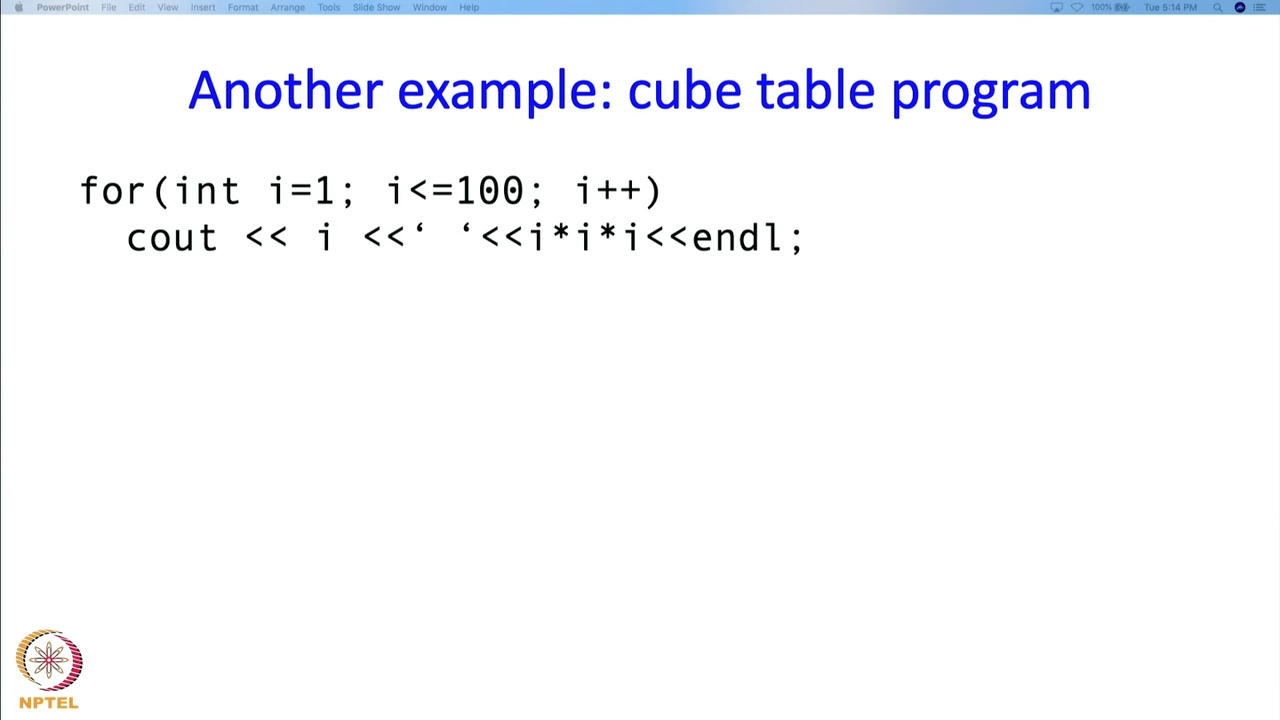 PowerPoint File Edit View Insert Format Arrange Tools Slide Show Window Help 100% Tue 5:14 PM
Another example: cube table program
for(int i=1; i<=100; i++)
cout << i <<‘ ‘<<i*i*i<<endl;
NPTEL